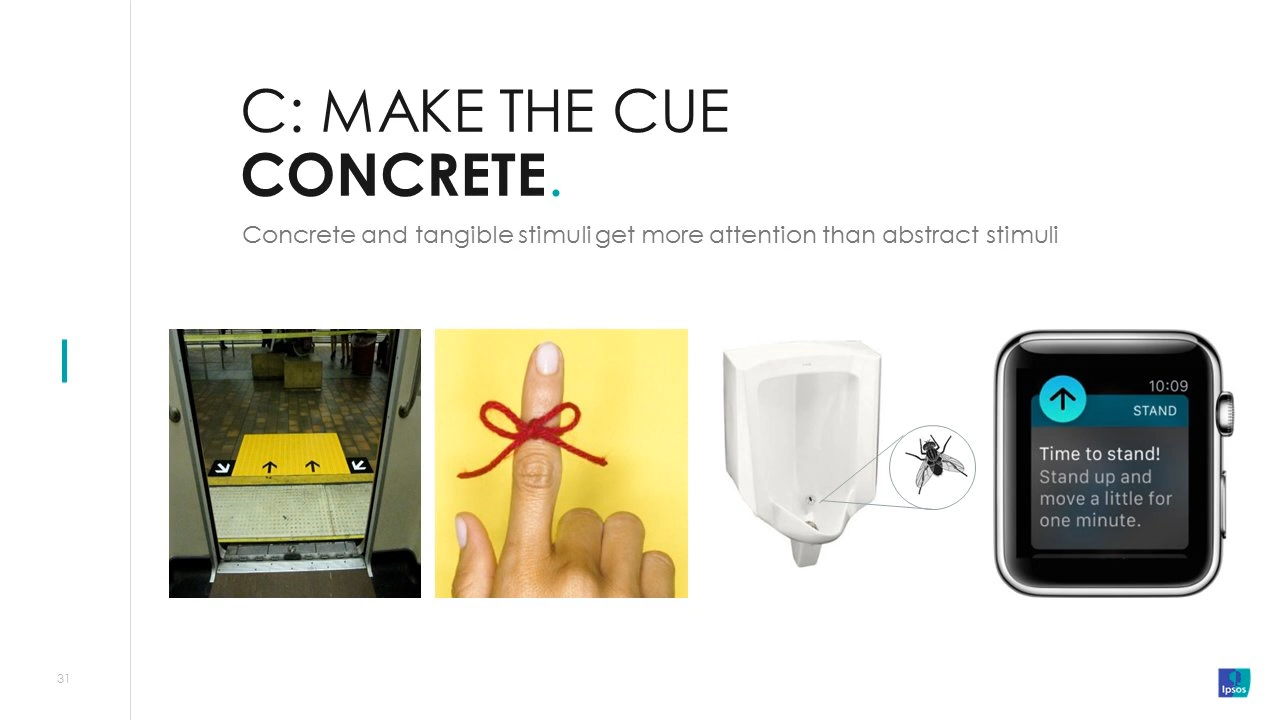 C: MAKE THE CUE
CONCRETE.
Concrete and tangible stimuli get more attention than abstract stimuli
10:09
STAND
Time to stand!
Stand up and
move a little for
one minute.
31
Ipsos